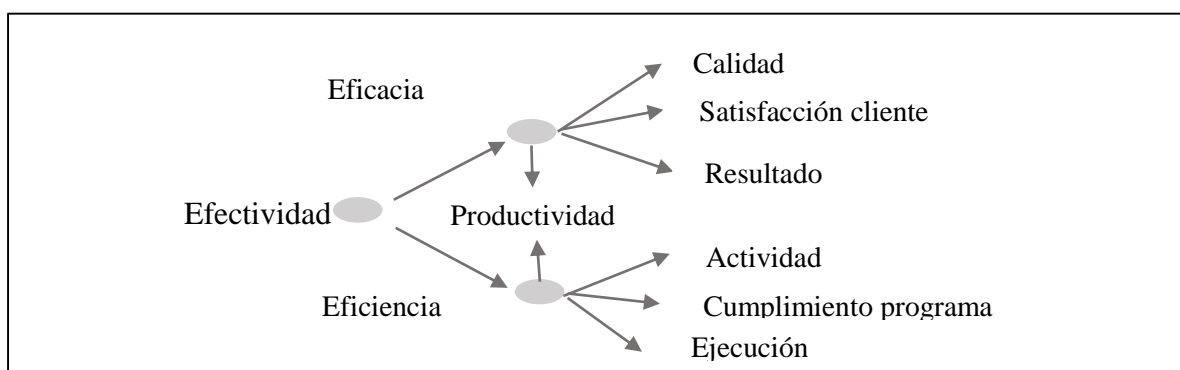 Calidad
Eficacia
Satisfacción cliente
Resultado
Efectividad
Productividad
Actividad
Eficiencia
Cumplimiento programa
Ejecución